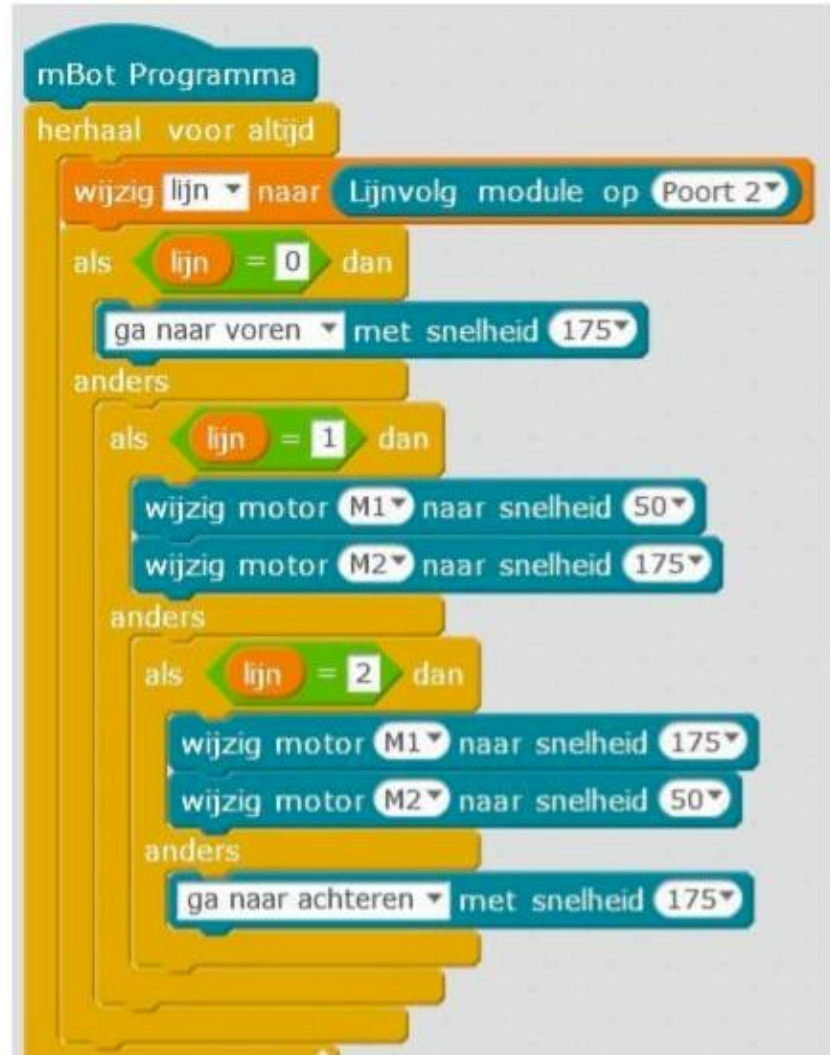 mBot Programma
herhaal voor altijd
wijzig lijn naar Lijnvolg module op Poort 2
als lijn = 0 dan
ga naar voren met snelheid 175
anders
als lijn = 1 dan
wijzig motor M1 naar snelheid 50
wijzig motor M2 naar snelheid 175
anders
als lijn = 2 dan
wijzig motor M1 naar snelheid 175
wijzig motor M2 naar snelheid 50
anders
ga naar achteren met snelheid 175